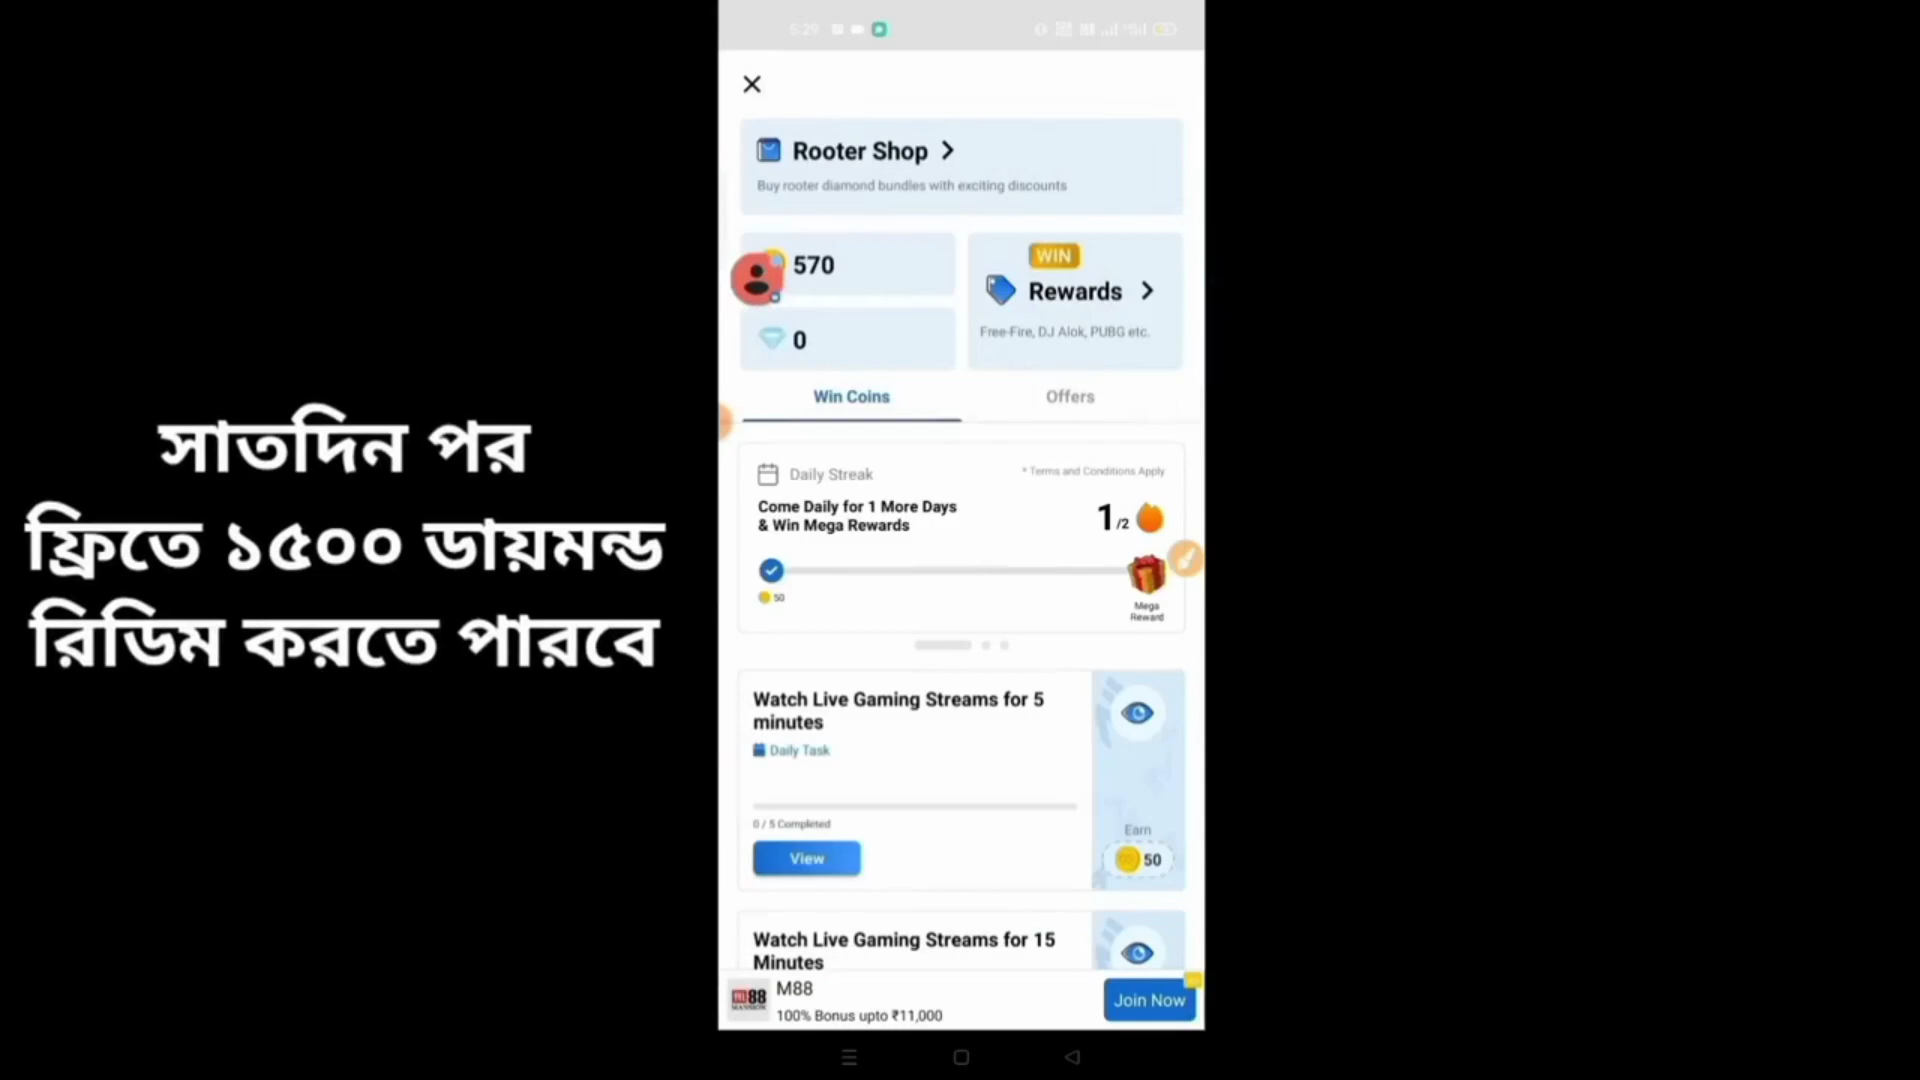 5:29
Rooter Shop
Buy rooter diamond bundles with exciting discounts
570
0
WIN
Rewards
Free-Fire, DJ Alok, PUBG etc.
Win Coins
Offers
সাতদিন পর
ফ্রিতে ১৫০০ ডায়মন্ড
রিডিম করতে পারবে
Daily Streak
* Terms and Conditions Apply
Come Daily for 1 More Days
& Win Mega Rewards
1/2
50
Mega
Reward
Watch Live Gaming Streams for 5
minutes
Daily Task
0 / 5 Completed
View
Earn
50
Watch Live Gaming Streams for 15
Minutes
M88
M88
MANSION
100% Bonus upto ₹11,000
Join Now